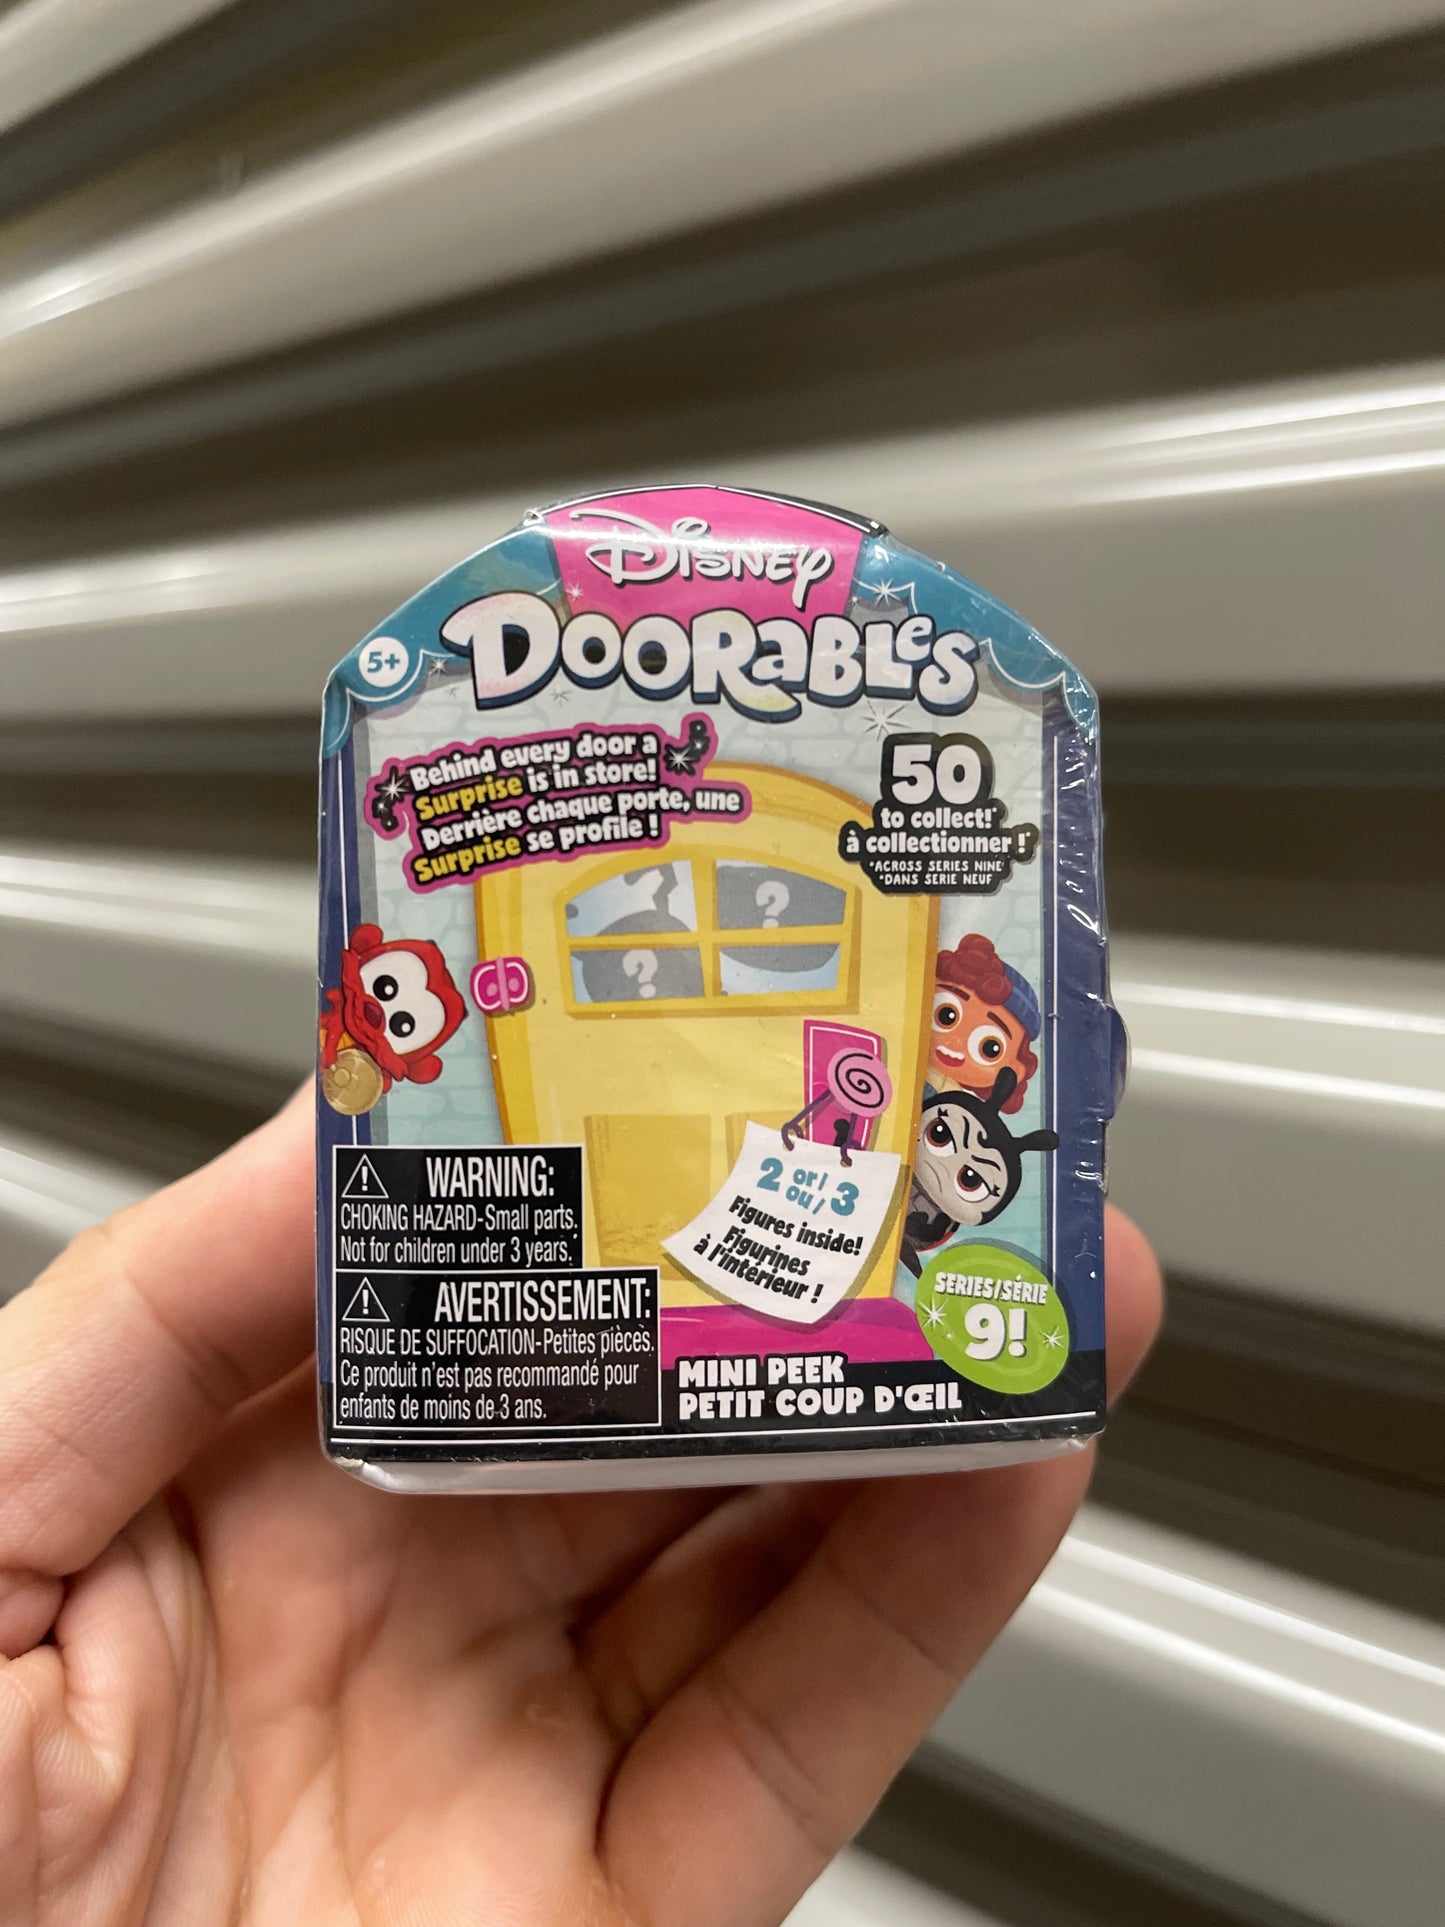 Disney
DOORABLES
5+
Behind every door a
Surprise is in store!
Derrière chaque porte, une
Surprise se profile !
50
to collect!*
à collectionner !*
*ACROSS SERIES NINE
*DANS SERIE NEUF
?
?
?
2 or/ou/ 3
Figures inside!
Figurines
à l'intérieur !
WARNING:
CHOKING HAZARD-Small parts.
Not for children under 3 years.
AVERTISSEMENT:
RISQUE DE SUFFOCATION-Petites pièces.
Ce produit n'est pas recommandé pour
enfants de moins de 3 ans.
SERIES/SÉRIE
9!
MINI PEEK
PETIT COUP D'ŒIL